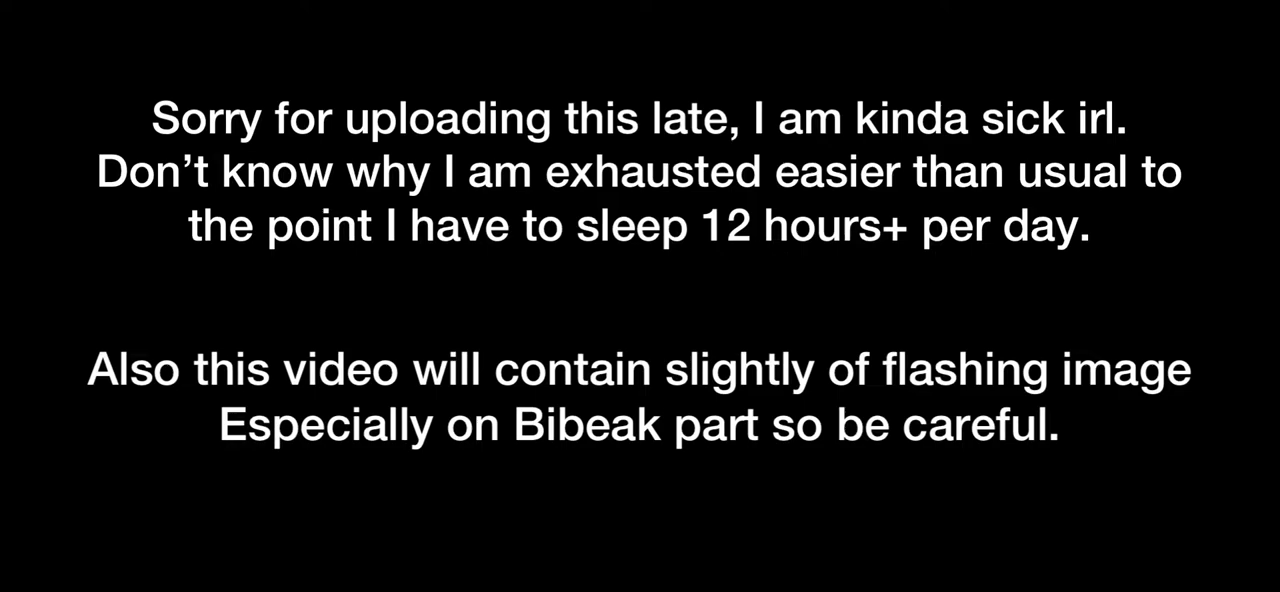 Sorry for uploading this late, I am kinda sick irl.
Don’t know why I am exhausted easier than usual to
the point I have to sleep 12 hours+ per day.
Also this video will contain slightly of flashing image
Especially on Bibeak part so be careful.